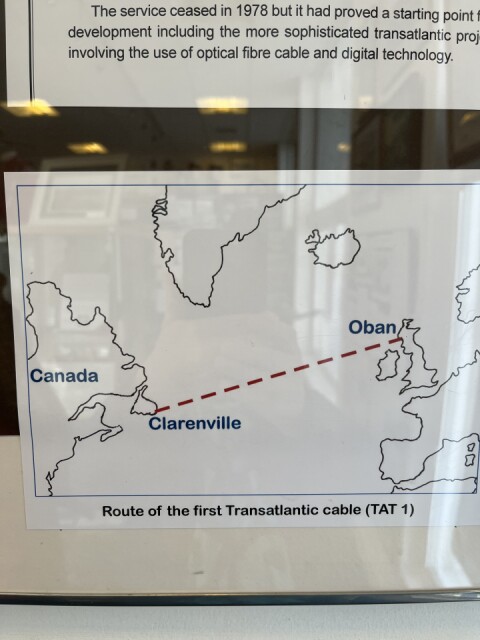 The service ceased in 1978 but it had proved a starting point
development including the more sophisticated transatlantic
involving the use of optical fibre cable and digital technology.
Oban
Canada
Clarenville
Route of the first Transatlantic cable (TAT 1)